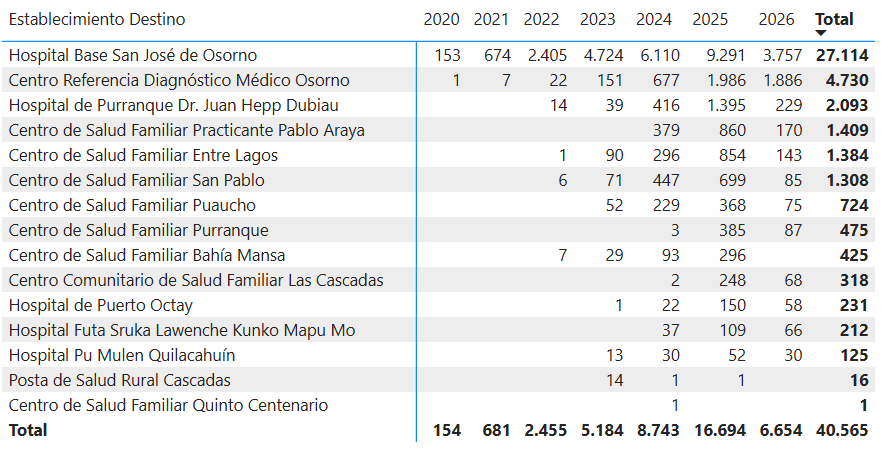 Establecimiento Destino 2020 2021 2022 2023 2024 2025 2026 Total
Hospital Base San José de Osorno 153 674 2.405 4.724 6.110 9.291 3.757 27.114
Centro Referencia Diagnóstico Médico Osorno 1 7 22 151 677 1.986 1.886 4.730
Hospital de Purranque Dr. Juan Hepp Dubiau 14 39 416 1.395 229 2.093
Centro de Salud Familiar Practicante Pablo Araya 379 860 170 1.409
Centro de Salud Familiar Entre Lagos 1 90 296 854 143 1.384
Centro de Salud Familiar San Pablo 6 71 447 699 85 1.308
Centro de Salud Familiar Puaucho 52 229 368 75 724
Centro de Salud Familiar Purranque 3 385 87 475
Centro de Salud Familiar Bahía Mansa 7 29 93 296 425
Centro Comunitario de Salud Familiar Las Cascadas 2 248 68 318
Hospital de Puerto Octay 1 22 150 58 231
Hospital Futa Sruka Lawenche Kunko Mapu Mo 37 109 66 212
Hospital Pu Mulen Quilacahuín 13 30 52 30 125
Posta de Salud Rural Cascadas 14 1 1 16
Centro de Salud Familiar Quinto Centenario 1 1
Total 154 681 2.455 5.184 8.743 16.694 6.654 40.565